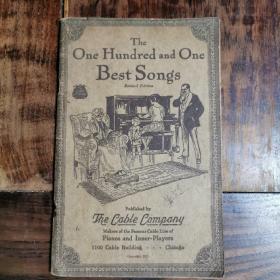 The
One Hundred and One
Best Songs
Revised Edition
Published by
The Cable Company
Makers of the Famous Cable Line of
Pianos and Inner-Players
1100 Cable Building - - - Chicago